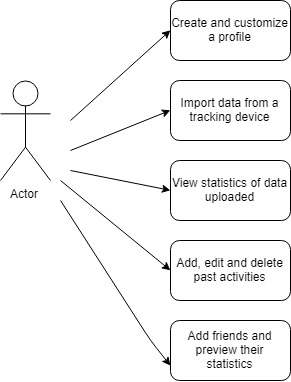 Create and customize
a profile
Import data from a
tracking device
Actor
View statistics of data
uploaded
Add, edit and delete
past activities
Add friends and
preview their
statistics